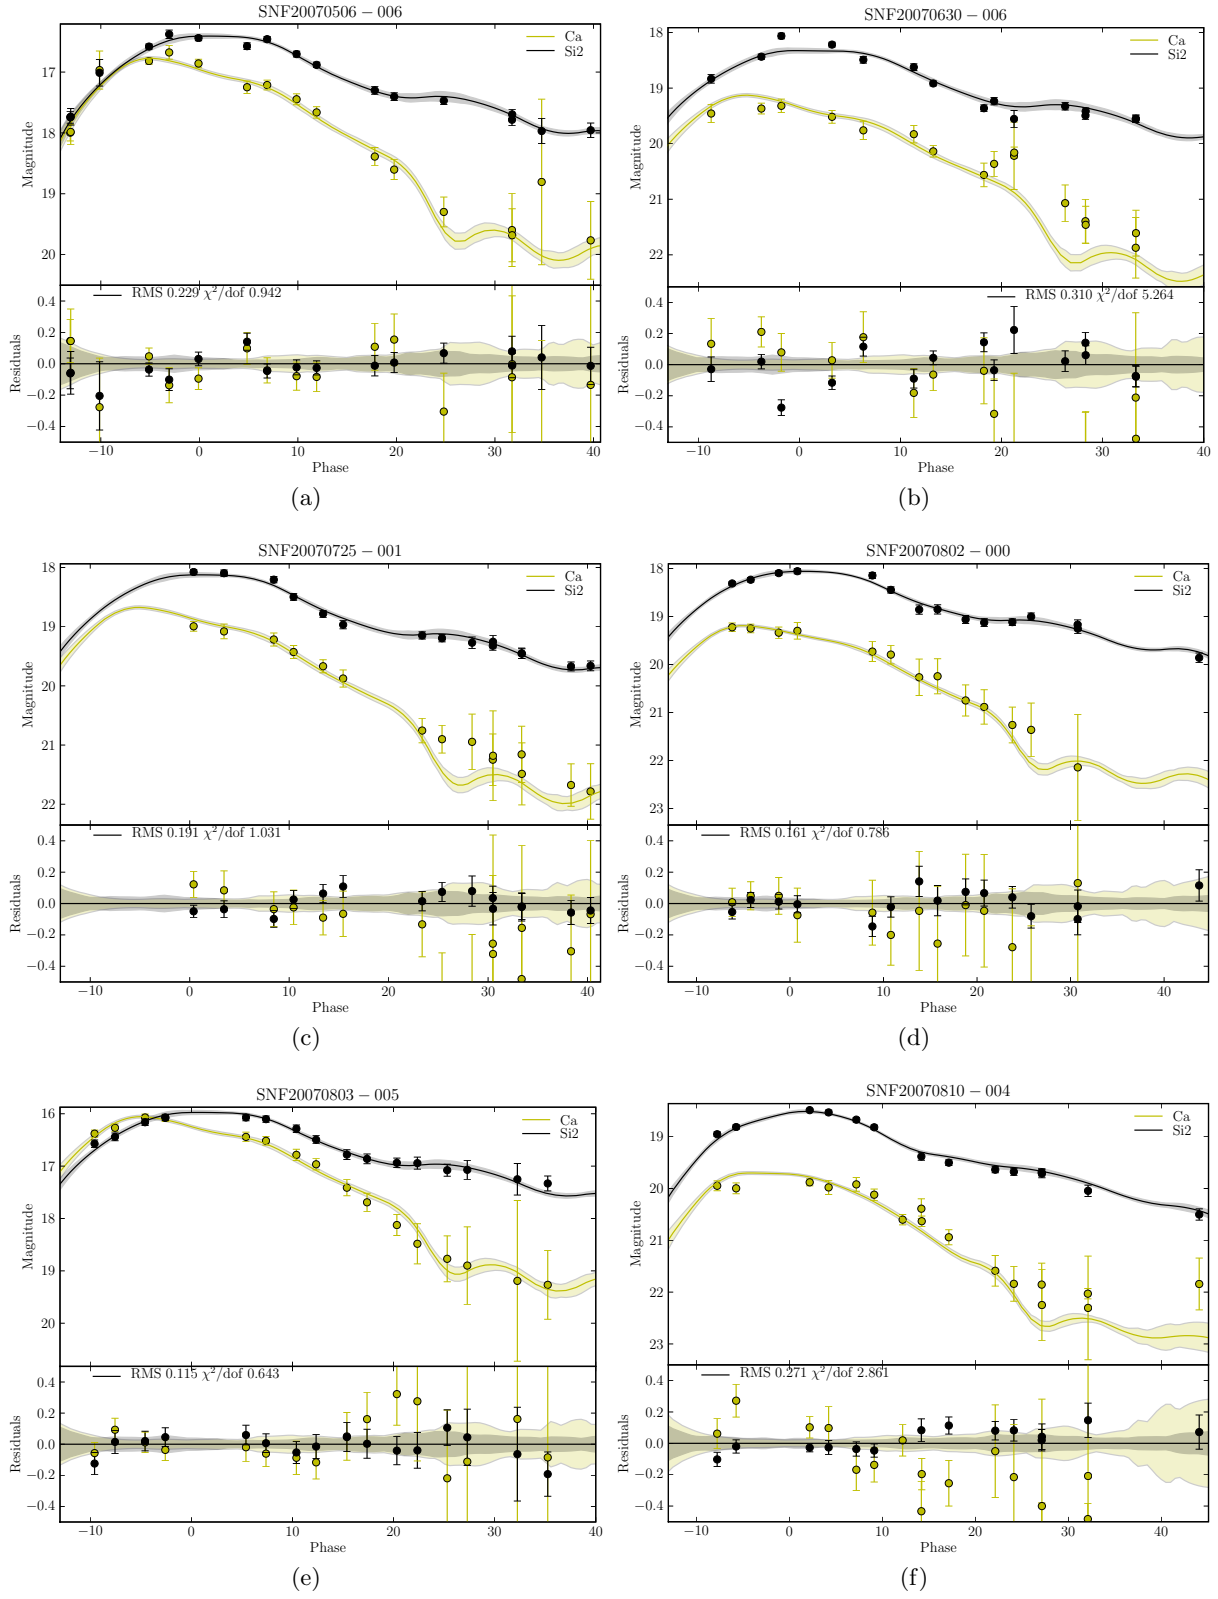 SNF20070506 − 006
Ca
Si2
Magnitude
17
18
19
20
RMS 0.229 χ²/dof 0.942
Residuals
0.4
0.2
0.0
−0.2
−0.4
−10 0 10 20 30 40
Phase
(a)
SNF20070630 − 006
Ca
Si2
Magnitude
18
19
20
21
22
RMS 0.310 χ²/dof 5.264
Residuals
0.4
0.2
0.0
−0.2
−0.4
−10 0 10 20 30 40
Phase
(b)
SNF20070725 − 001
Ca
Si2
Magnitude
18
19
20
21
22
RMS 0.191 χ²/dof 1.031
Residuals
0.4
0.2
0.0
−0.2
−0.4
−10 0 10 20 30 40
Phase
(c)
SNF20070802 − 000
Ca
Si2
Magnitude
18
19
20
21
22
23
RMS 0.161 χ²/dof 0.786
Residuals
0.4
0.2
0.0
−0.2
−0.4
−10 0 10 20 30 40
Phase
(d)
SNF20070803 − 005
Ca
Si2
Magnitude
16
17
18
19
20
RMS 0.115 χ²/dof 0.643
Residuals
0.4
0.2
0.0
−0.2
−0.4
−10 0 10 20 30 40
Phase
(e)
SNF20070810 − 004
Ca
Si2
Magnitude
19
20
21
22
23
RMS 0.271 χ²/dof 2.861
Residuals
0.4
0.2
0.0
−0.2
−0.4
−10 0 10 20 30 40
Phase
(f)